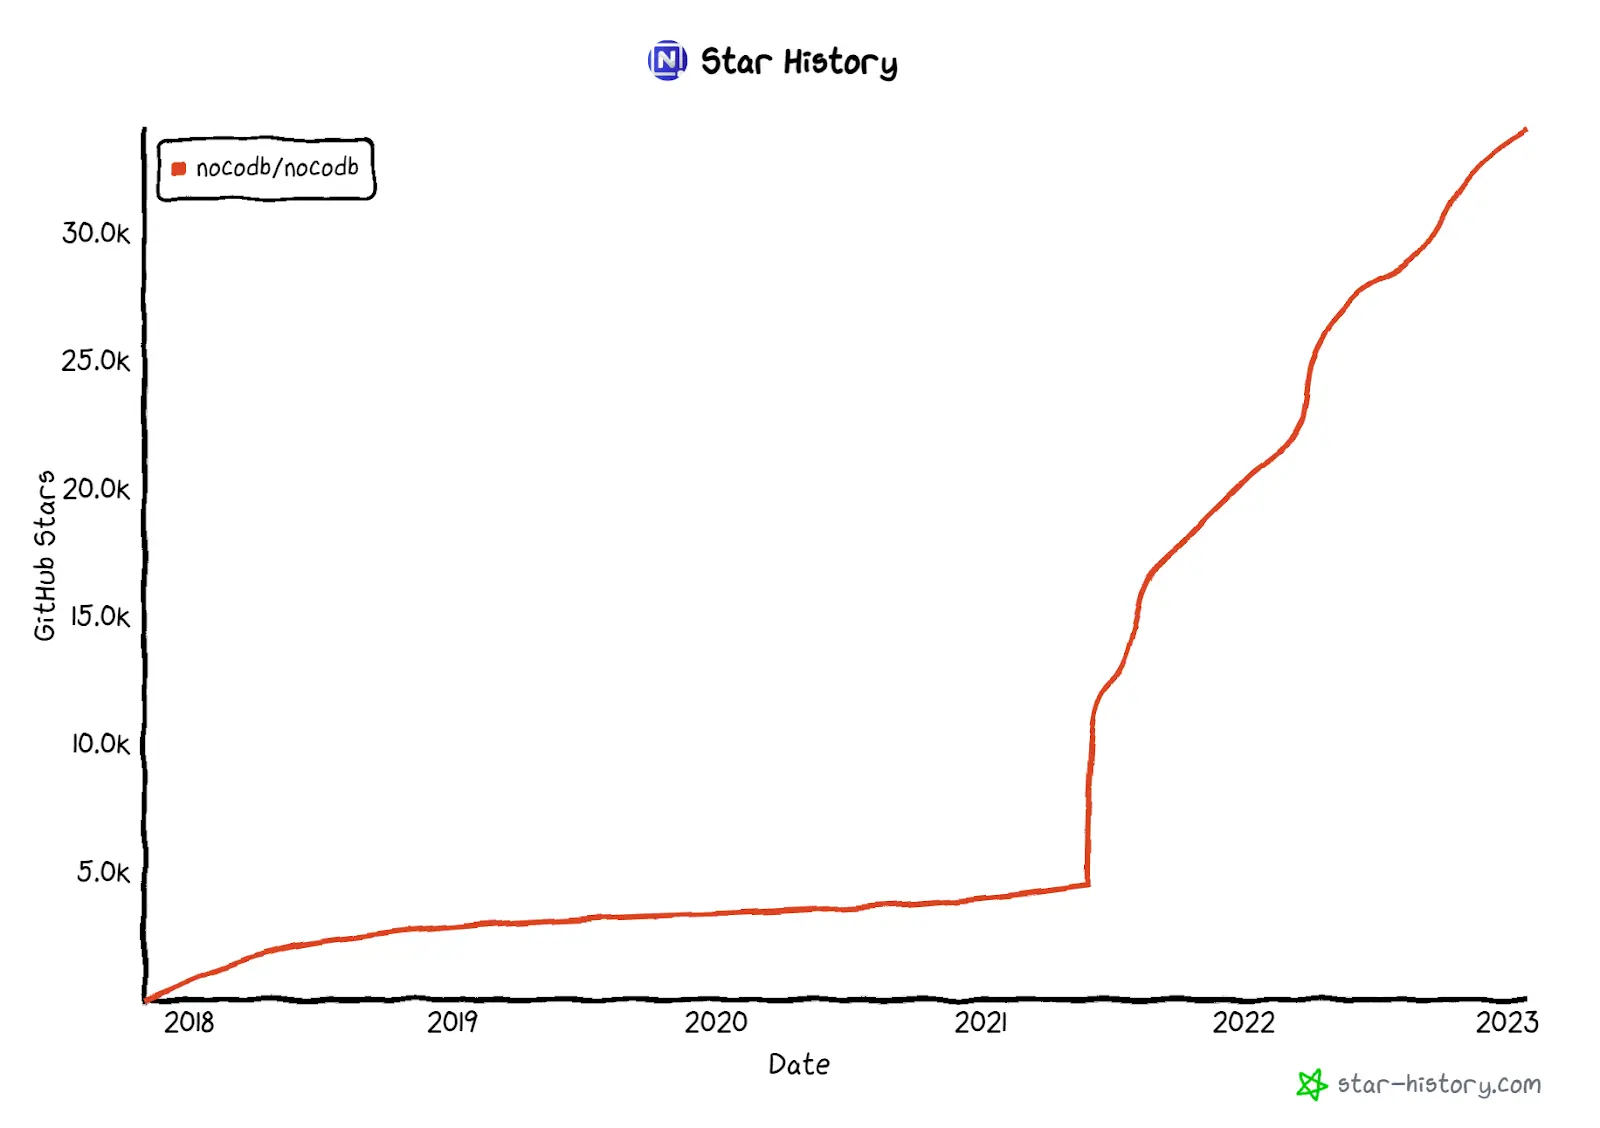 N Star History
nocodb/nocodb
30.0k
25.0k
20.0k
15.0k
10.0k
5.0k
GitHub Stars
2018 2019 2020 2021 2022 2023
Date
star-history.com